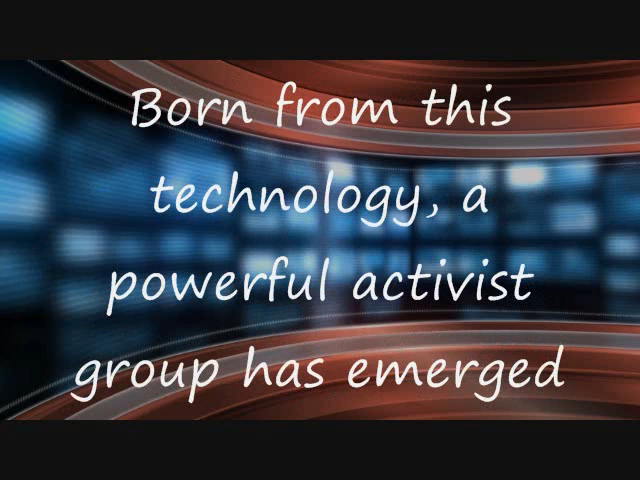 Born from this
technology, a
powerful activist
group has emerged